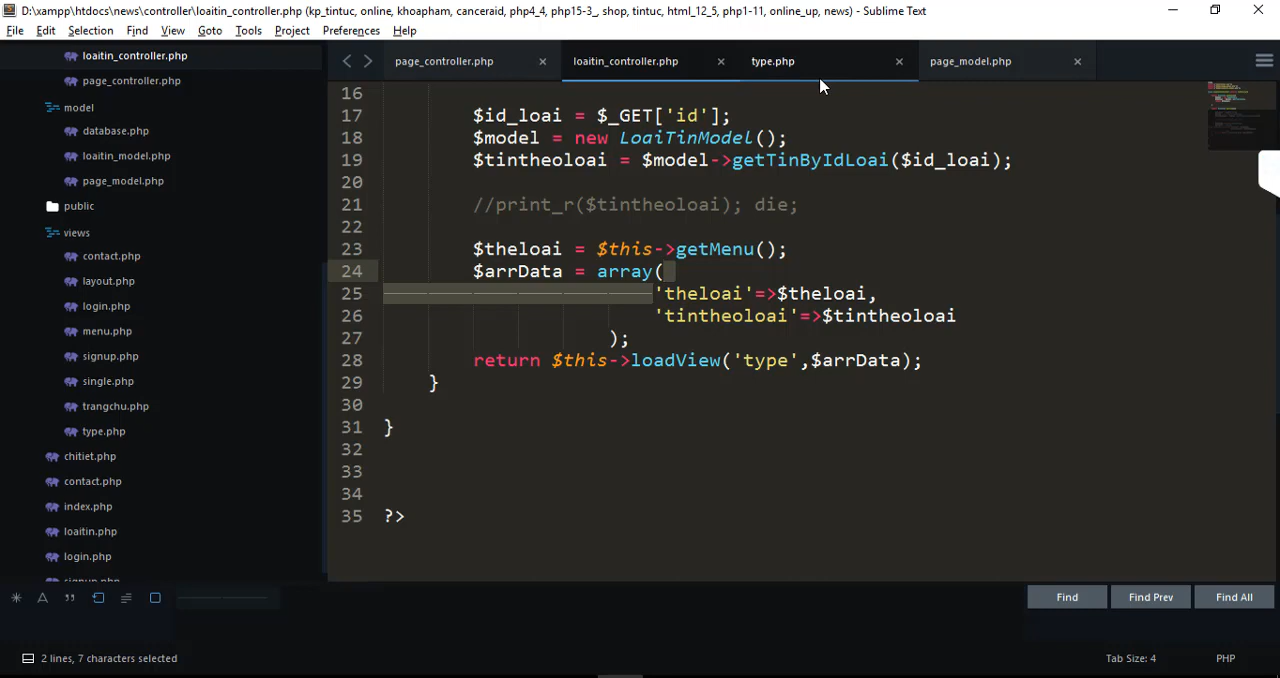 D:\xampp\htdocs\news\controller\loaitin_controller.php (kp_tintuc, online, khoapham, canceraid, php4_4, php15-3_, shop, tintuc, html_12_5, php1-11, online_up, news) - Sublime Text
File Edit Selection Find View Goto Tools Project Preferences Help
loaitin_controller.php
page_controller.php
model
database.php
loaitin_model.php
page_model.php
public
views
contact.php
layout.php
login.php
menu.php
signup.php
single.php
trangchu.php
type.php
chitiet.php
contact.php
index.php
loaitin.php
login.php
signup.php
page_controller.php loaitin_controller.php type.php page_model.php
16
17 $id_loai = $_GET['id'];
18 $model = new LoaiTinModel();
19 $tintheoloai = $model->getTinByIdLoai($id_loai);
20
21 //print_r($tintheoloai); die;
22
23 $theloai = $this->getMenu();
24 $arrData = array(
25 'theloai'=>$theloai,
26 'tintheoloai'=>$tintheoloai
27 );
28 return $this->loadView('type',$arrData);
29 }
30
31 }
32
33
34
35 ?>
Find Find Prev Find All
2 lines, 7 characters selected Tab Size: 4 PHP